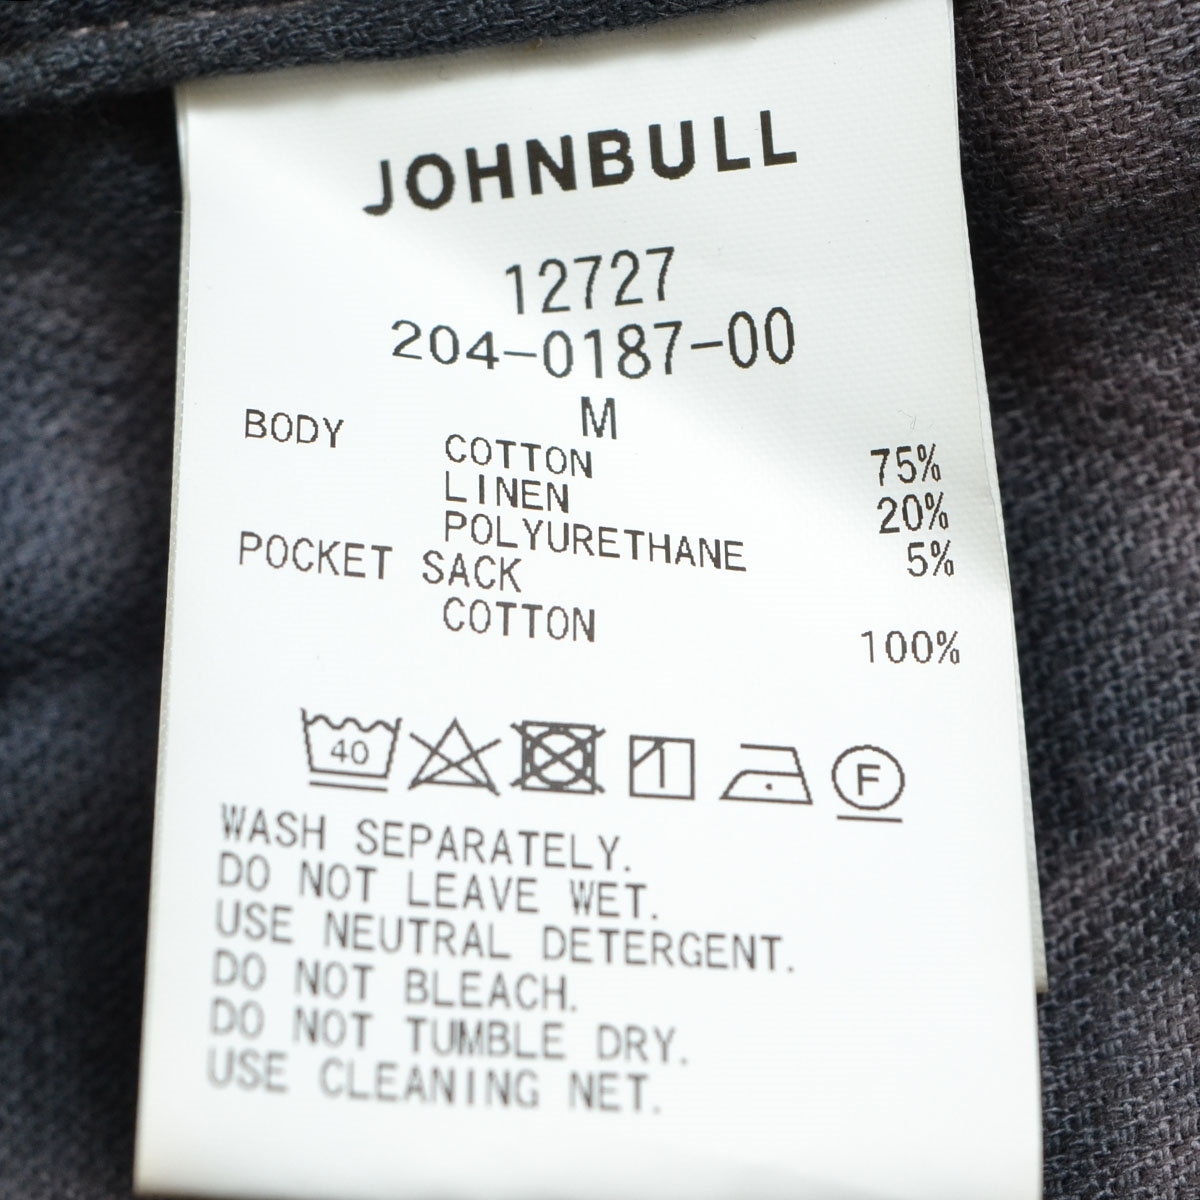 JOHNBULL
12727
204-0187-00
M
BODY
COTTON 75%
LINEN 20%
POLYURETHANE 5%
POCKET SACK
COTTON 100%
40 F
WASH SEPARATELY.
DO NOT LEAVE WET.
USE NEUTRAL DETERGENT.
DO NOT BLEACH.
DO NOT TUMBLE DRY.
USE CLEANING NET.